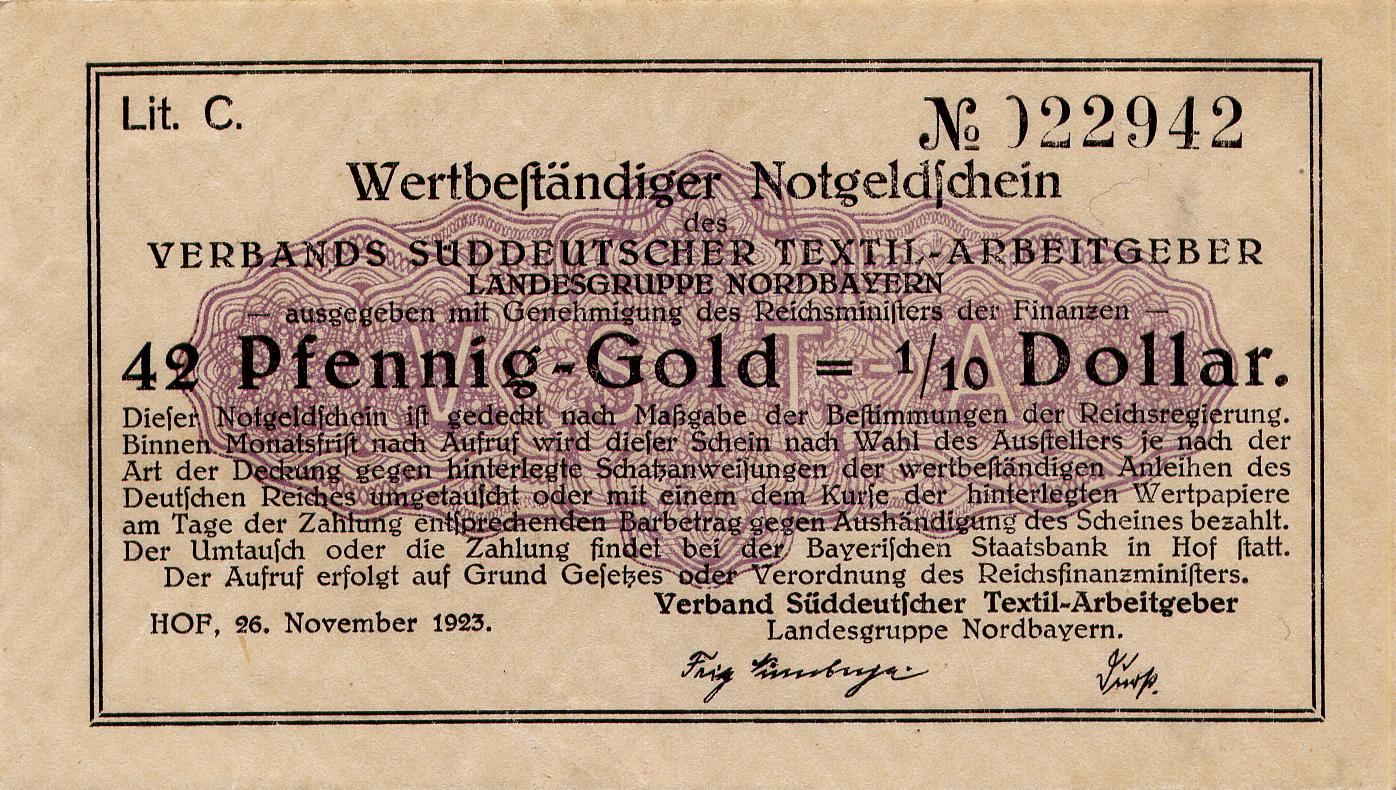 Lit. C.
№ 022942
Wertbeſtändiger Notgeldſchein
des
VERBANDS SÜDDEUTSCHER TEXTIL-ARBEITGEBER
LANDESGRUPPE NORDBAYERN
— ausgegeben mit Genehmigung des Reichsminiſters der Finanzen —
42 Pfennig-Gold = 1/10 Dollar.
V S T A
Dieſer Notgeldſchein iſt gedeckt nach Maßgabe der Beſtimmungen der Reichsregierung.
Binnen Monatsfriſt nach Aufruf wird dieſer Schein nach Wahl des Ausſtellers je nach der
Art der Deckung gegen hinterlegte Schatzanweiſungen der wertbeſtändigen Anleihen des
Deutſchen Reiches umgetauſcht oder mit einem dem Kurſe der hinterlegten Wertpapiere
am Tage der Zahlung entſprechenden Barbetrag gegen Aushändigung des Scheines bezahlt.
Der Umtauſch oder die Zahlung findet bei der Bayeriſchen Staatsbank in Hof ſtatt.
Der Aufruf erfolgt auf Grund Geſetzes oder Verordnung des Reichsfinanzminiſters.
Verband Süddeutſcher Textil-Arbeitgeber
HOF, 26. November 1923.
Landesgruppe Nordbayern.